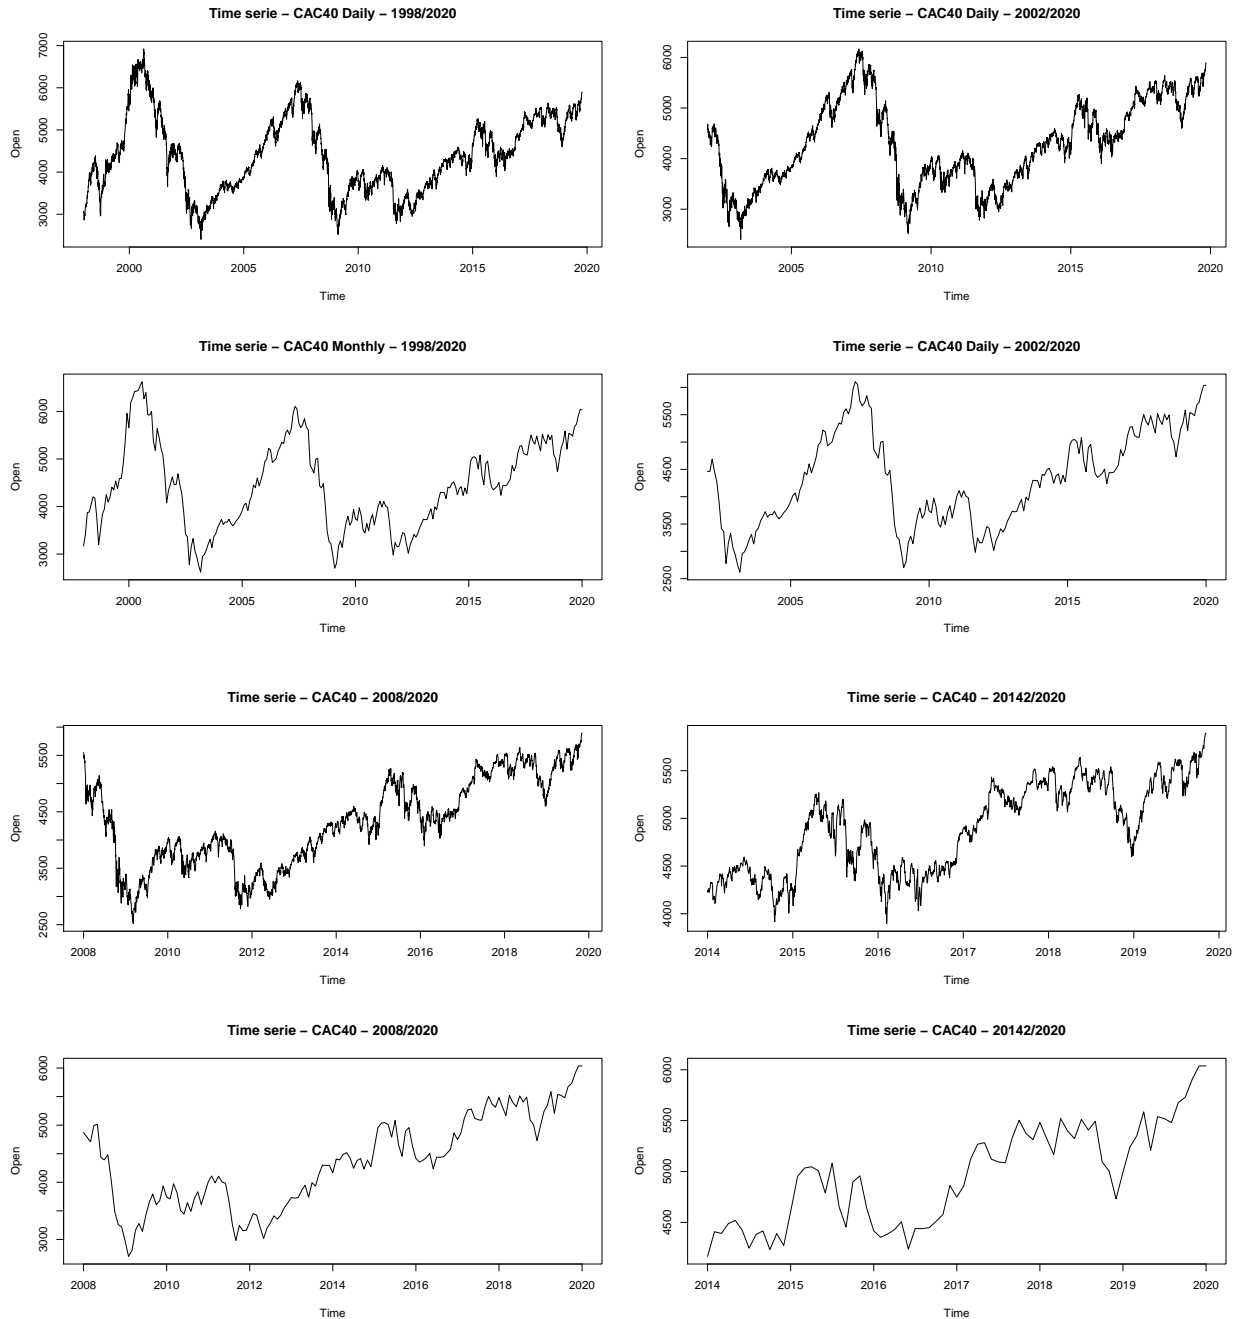 Time serie – CAC40 Daily – 1998/2020
Open
7000
6000
5000
4000
3000
2000 2005 2010 2015 2020
Time
Time serie – CAC40 Daily – 2002/2020
Open
6000
5000
4000
3000
2005 2010 2015 2020
Time
Time serie – CAC40 Monthly – 1998/2020
Open
6000
5000
4000
3000
2000 2005 2010 2015 2020
Time
Time serie – CAC40 Daily – 2002/2020
Open
5500
4500
3500
2500
2005 2010 2015 2020
Time
Time serie – CAC40 – 2008/2020
Open
5500
4500
3500
2500
2008 2010 2012 2014 2016 2018 2020
Time
Time serie – CAC40 – 20142/2020
Open
5500
5000
4500
4000
2014 2015 2016 2017 2018 2019 2020
Time
Time serie – CAC40 – 2008/2020
Open
6000
5000
4000
3000
2008 2010 2012 2014 2016 2018 2020
Time
Time serie – CAC40 – 20142/2020
Open
6000
5500
5000
4500
2014 2015 2016 2017 2018 2019 2020
Time